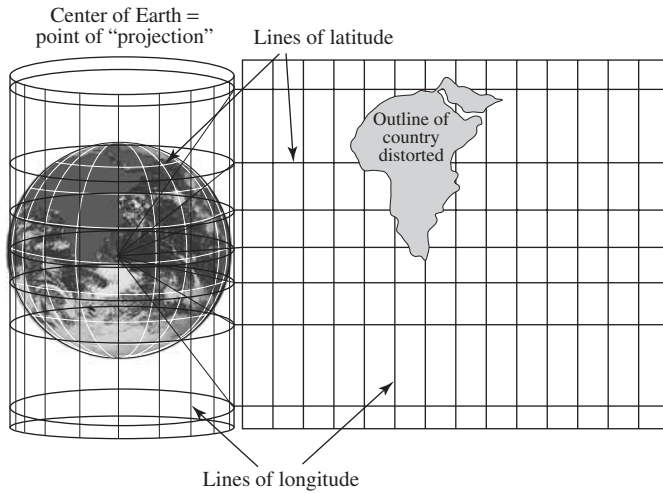 Center of Earth =
point of “projection”
Lines of latitude
Outline of
country
distorted
Lines of longitude